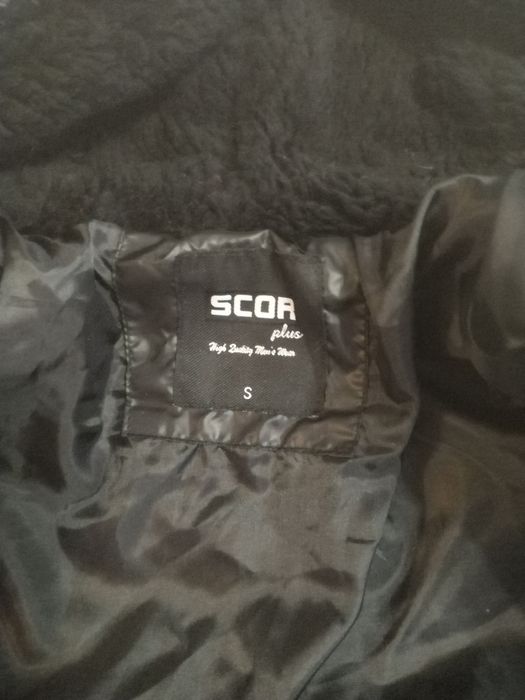 SCOR
plus
High Quality Men's Wear
S